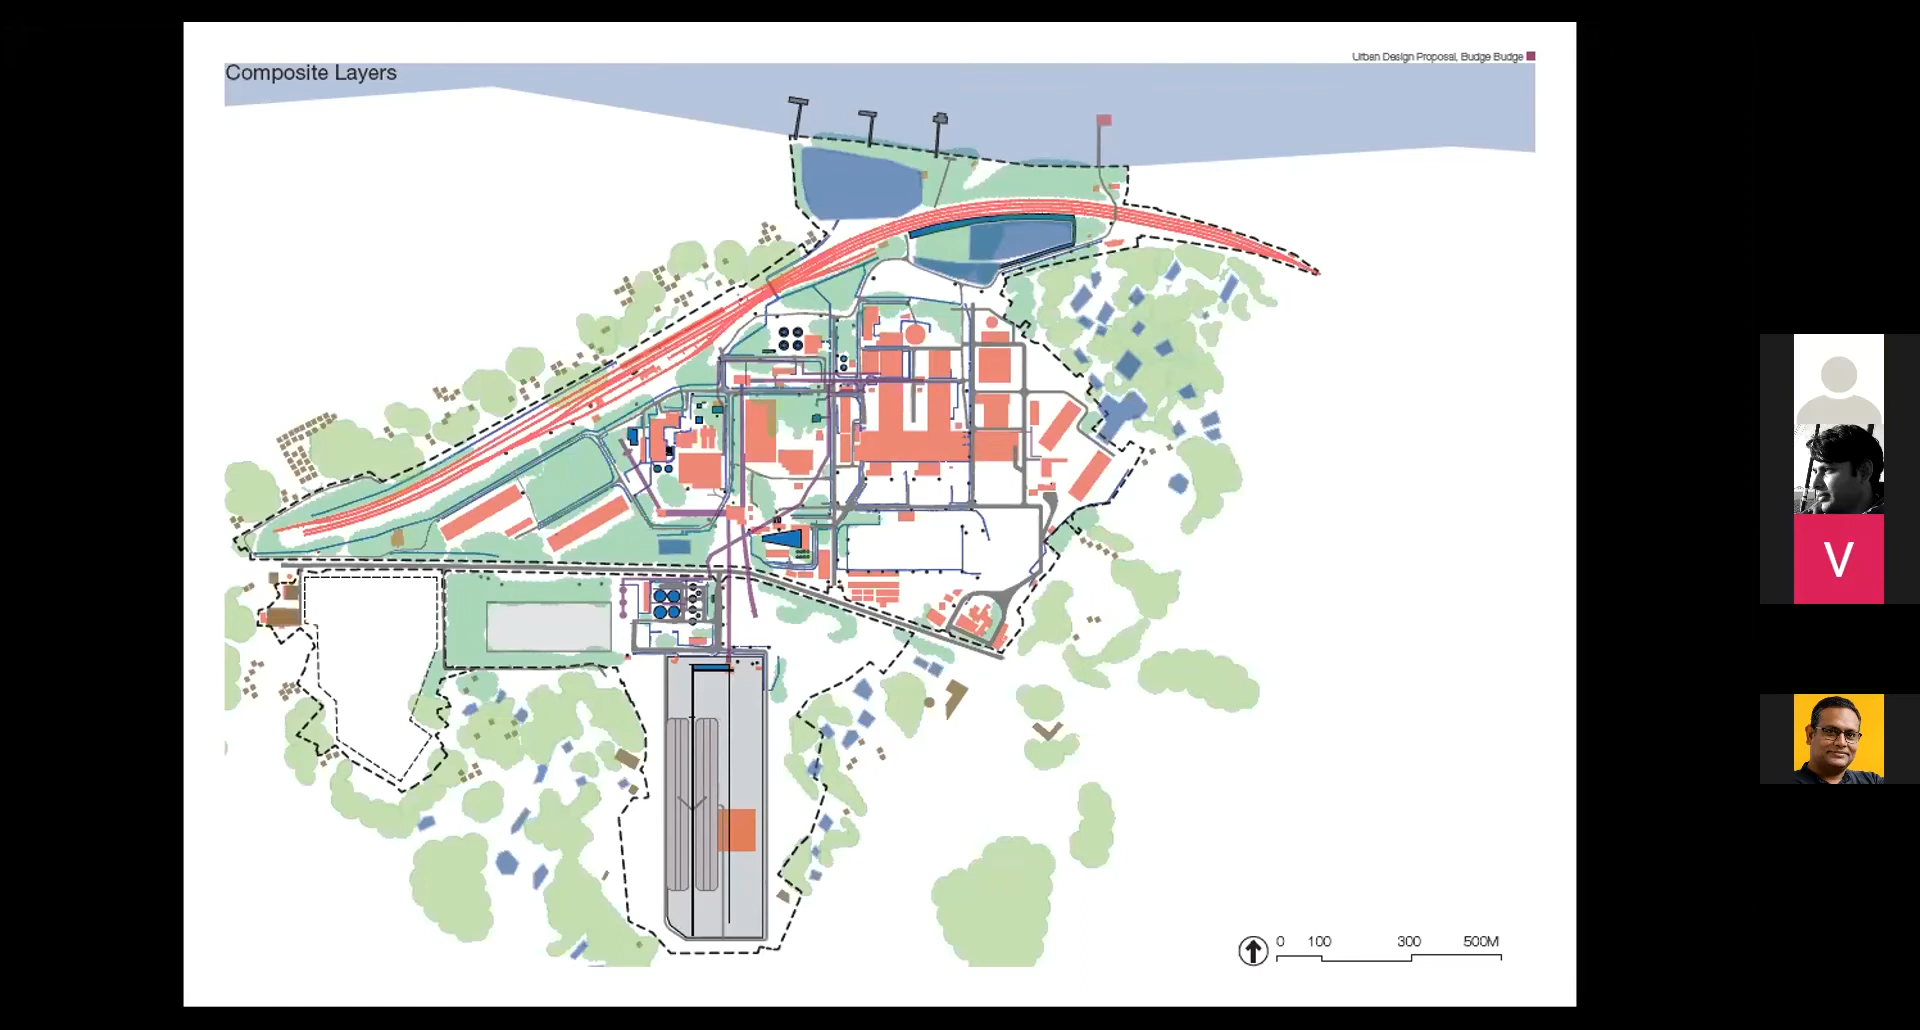 Urban Design Proposal, Budge Budge
Composite Layers
V
0 100 300 500M